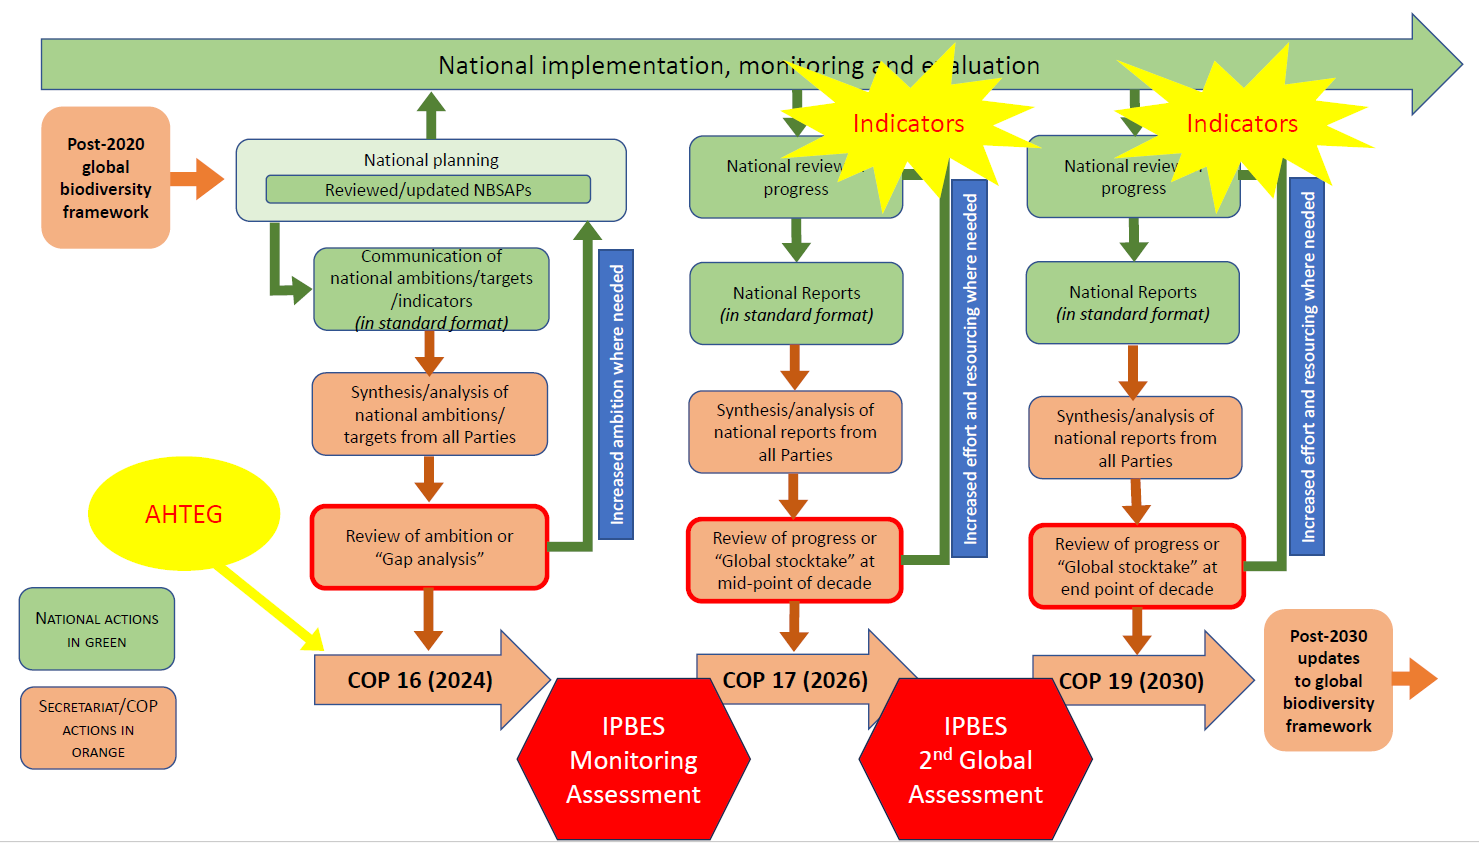 National implementation, monitoring and evaluation
Post-2020
global
biodiversity
framework
National planning
Reviewed/updated NBSAPs
Communication of
national ambitions/targets
/indicators
(in standard format)
Synthesis/analysis of
national ambitions/
targets from all Parties
Review of ambition or
“Gap analysis”
Increased ambition where needed
AHTEG
NATIONAL ACTIONS
IN GREEN
SECRETARIAT/COP
ACTIONS IN
ORANGE
COP 16 (2024)
IPBES
Monitoring
Assessment
Indicators
National review
progress
National Reports
(in standard format)
Synthesis/analysis of
national reports from
all Parties
Review of progress or
“Global stocktake” at
mid-point of decade
Increased effort and resourcing where needed
COP 17 (2026)
IPBES
2nd Global
Assessment
Indicators
National review
progress
National Reports
(in standard format)
Synthesis/analysis of
national reports from
all Parties
Review of progress or
“Global stocktake” at
end point of decade
Increased effort and resourcing where needed
COP 19 (2030)
Post-2030
updates
to global
biodiversity
framework